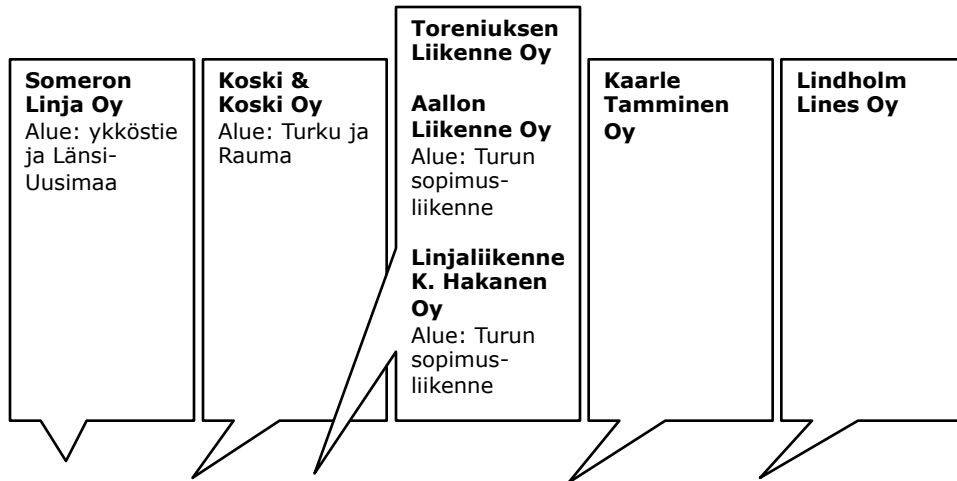 Someron
Linja Oy
Alue: ykköstie
ja Länsi-
Uusimaa
Koski &
Koski Oy
Alue: Turku ja
Rauma
Toreniuksen
Liikenne Oy
Aallon
Liikenne Oy
Alue: Turun
sopimus-
liikenne
Linjaliikenne
K. Hakanen
Oy
Alue: Turun
sopimus-
liikenne
Kaarle
Tamminen
Oy
Lindholm
Lines Oy